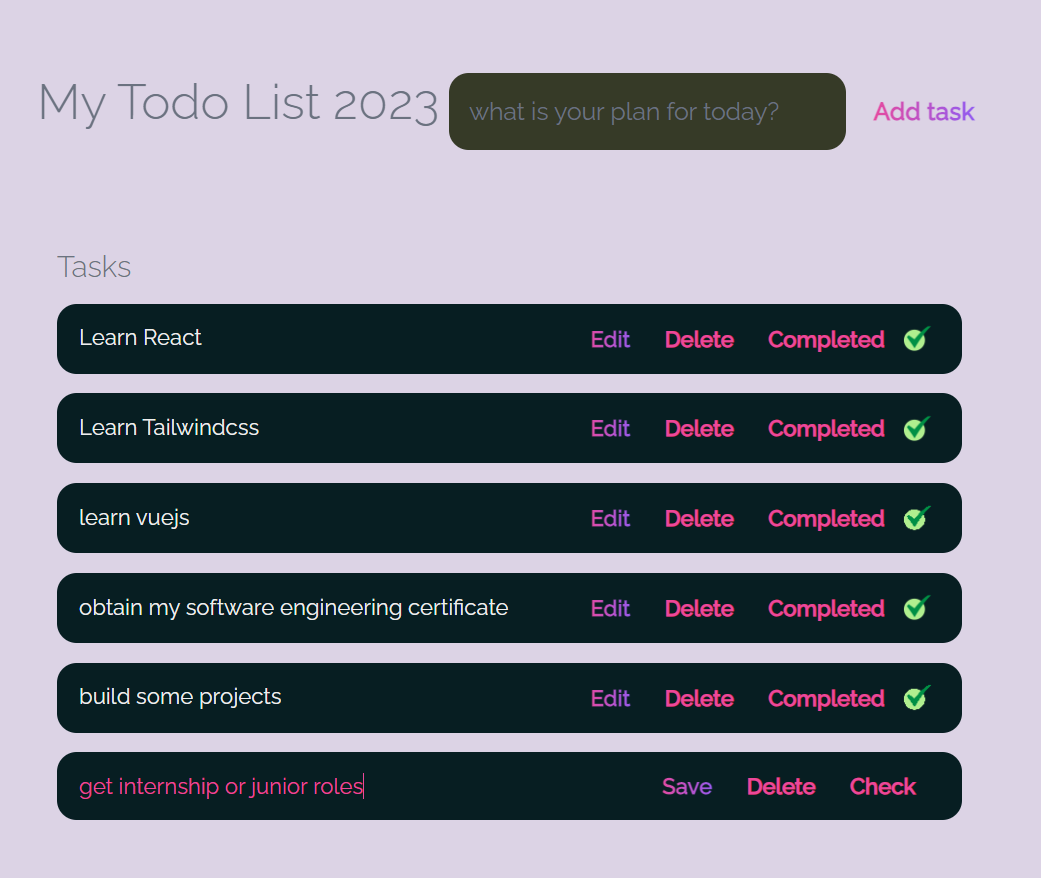 My Todo List 2023 what is your plan for today? Add task
Tasks
Learn React Edit Delete Completed
Learn Tailwindcss Edit Delete Completed
learn vuejs Edit Delete Completed
obtain my software engineering certificate Edit Delete Completed
build some projects Edit Delete Completed
get internship or junior roles Save Delete Check